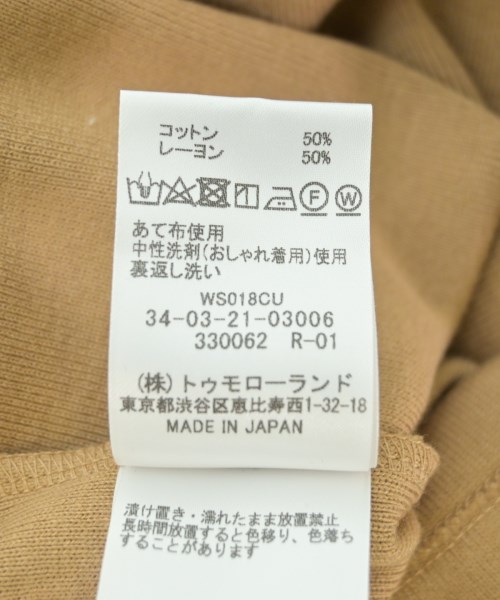 コットン 50%
レーヨン 50%
F W
あて布使用
中性洗剤(おしゃれ着用)使用
裏返し洗い
WS018CU
34-03-21-03006
330062 R-01
(株)トゥモローランド
東京都渋谷区恵比寿西1-32-18
MADE IN JAPAN
漬け置き・濡れたまま放置禁止
長時間放置すると色移り、色落ち
することがあります